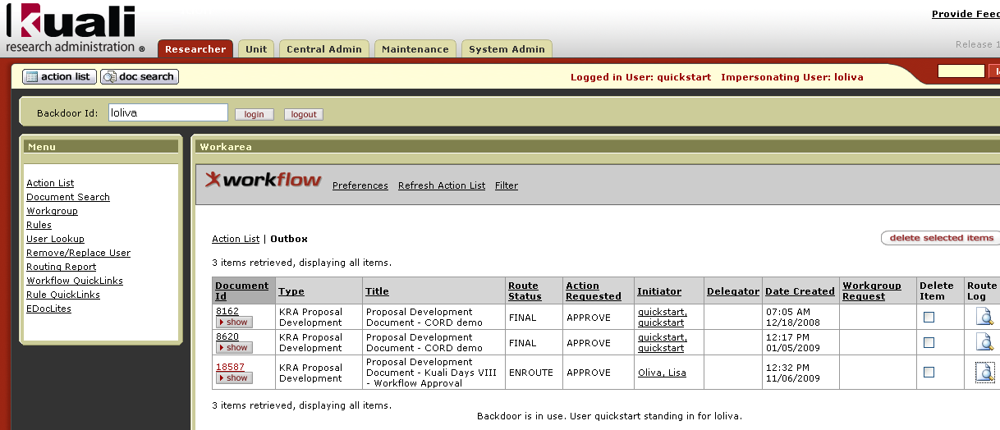 Kuali
research administration ®
Provide Feed
Release 1
Researcher Unit Central Admin Maintenance System Admin
action list doc search
Logged in User: quickstart Impersonating User: loliva
Backdoor Id: loliva login logout
Menu
Action List
Document Search
Workgroup
Rules
User Lookup
Remove/Replace User
Routing Report
Workflow QuickLinks
Rule QuickLinks
EDocLites
Workarea
workflow Preferences Refresh Action List Filter
Action List | Outbox
delete selected items
3 items retrieved, displaying all items.
Document Id Type Title Route Status Action Requested Initiator Delegator Date Created Workgroup Request Delete Item Route Log
8162 show KRA Proposal Development Proposal Development Document - CORD demo FINAL APPROVE quickstart, quickstart 07:05 AM 12/18/2008
8620 show KRA Proposal Development Proposal Development Document - CORD demo FINAL APPROVE quickstart, quickstart 12:17 PM 01/05/2009
18587 show KRA Proposal Development Proposal Development Document - Kuali Days VIII - Workflow Approval ENROUTE APPROVE Oliva, Lisa 12:32 PM 11/06/2009
3 items retrieved, displaying all items.
Backdoor is in use. User quickstart standing in for loliva.